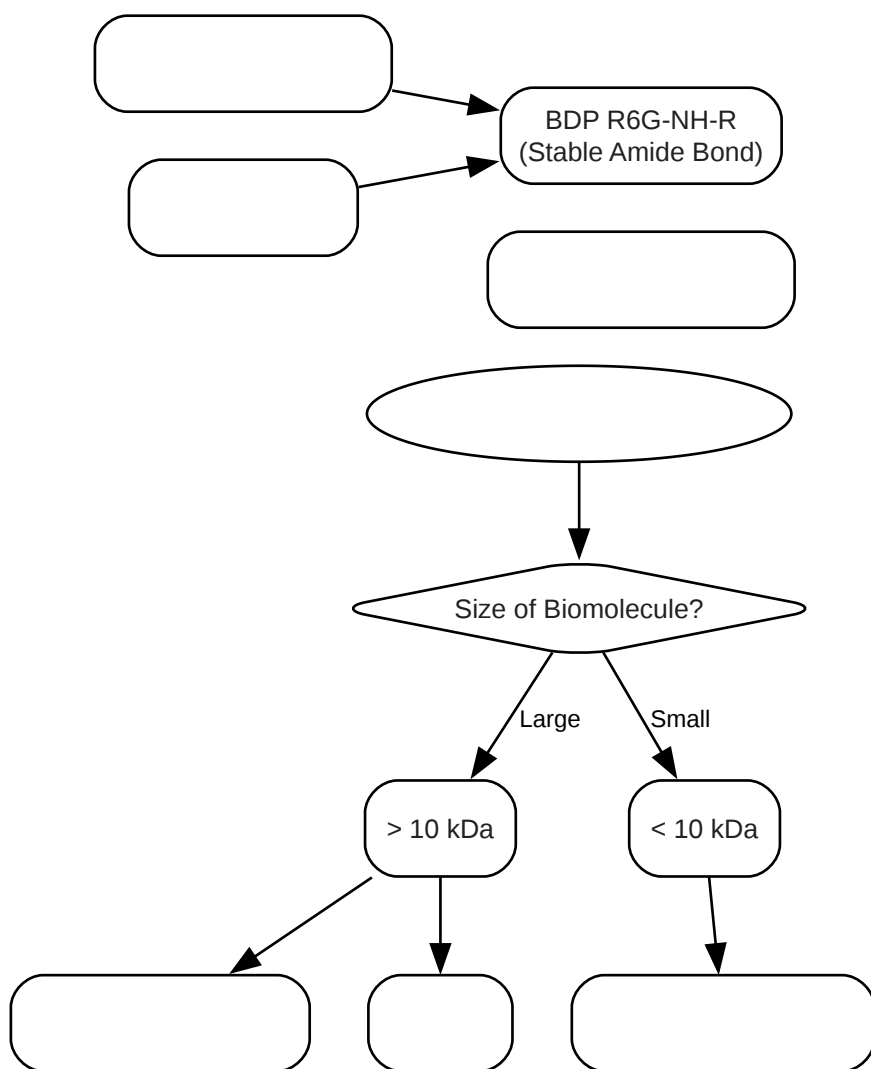 BDP R6G-NH-R
(Stable Amide Bond)
Size of Biomolecule?
Large
Small
> 10 kDa
< 10 kDa